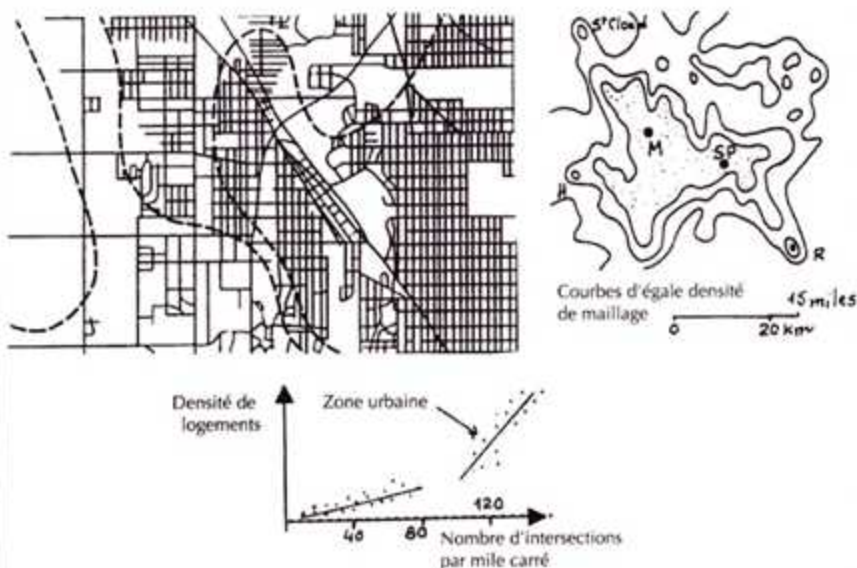 St Cloud
M
SP
H
R
Courbes d'égale densité
de maillage
15 miles
0
20 km
Densité de
logements
Zone urbaine
40
80
120
Nombre d'intersections
par mile carré